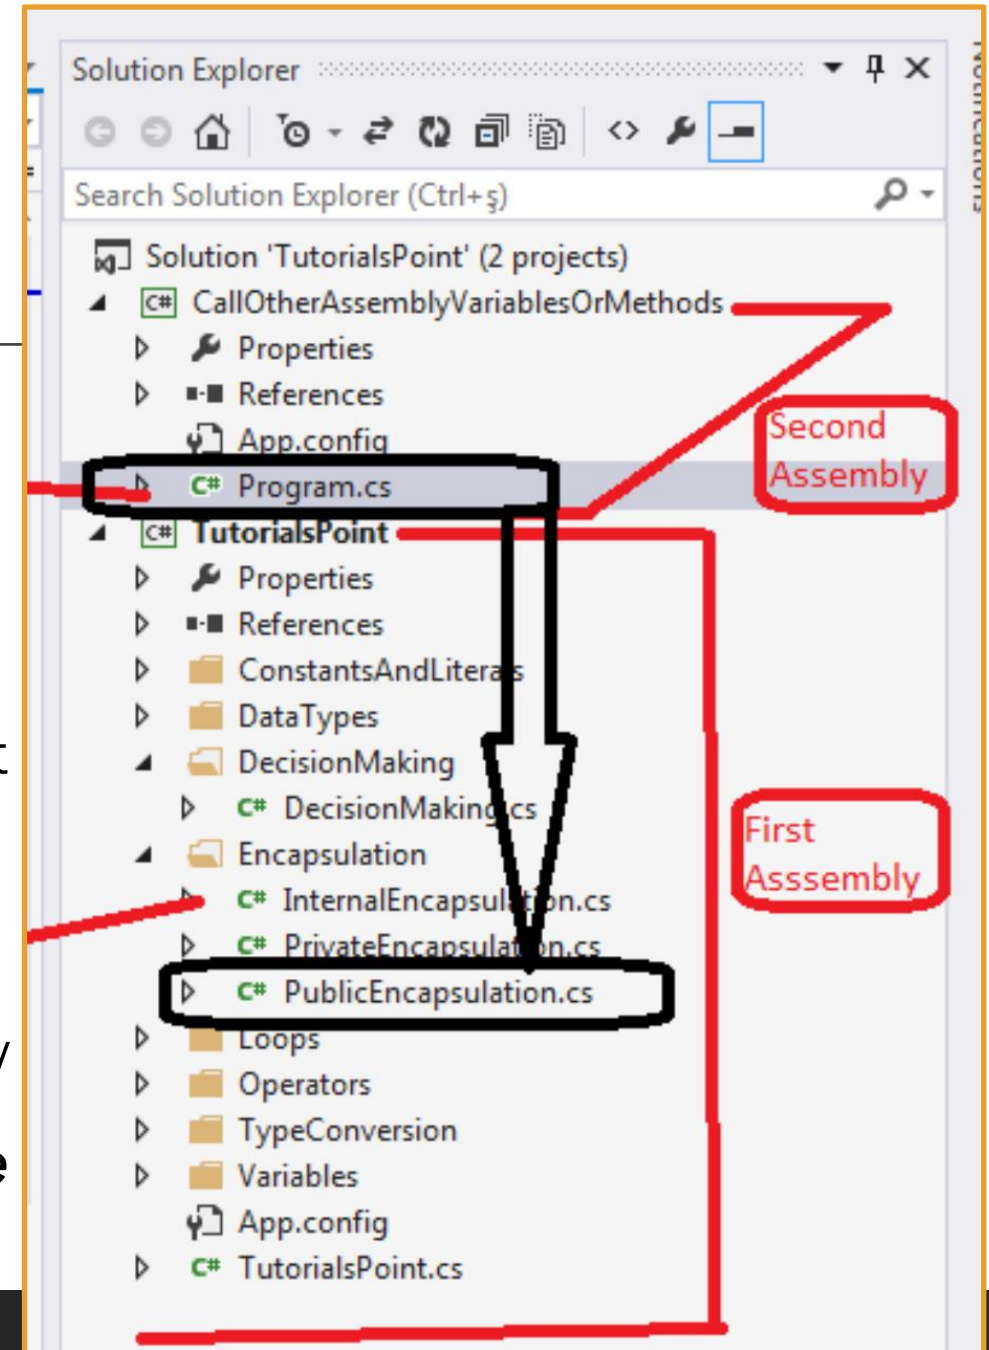 Solution Explorer
Search Solution Explorer (Ctrl+ş)
Solution 'TutorialsPoint' (2 projects)
CallOtherAssemblyVariablesOrMethods
Properties
References
App.config
Second
Assembly
Program.cs
TutorialsPoint
Properties
References
ConstantsAndLiterals
DataTypes
DecisionMaking
DecisionMaking.cs
First
Asssembly
Encapsulation
InternalEncapsulation.cs
PrivateEncapsulation.cs
PublicEncapsulation.cs
Loops
Operators
TypeConversion
Variables
App.config
TutorialsPoint.cs
Notifications
t
y
e